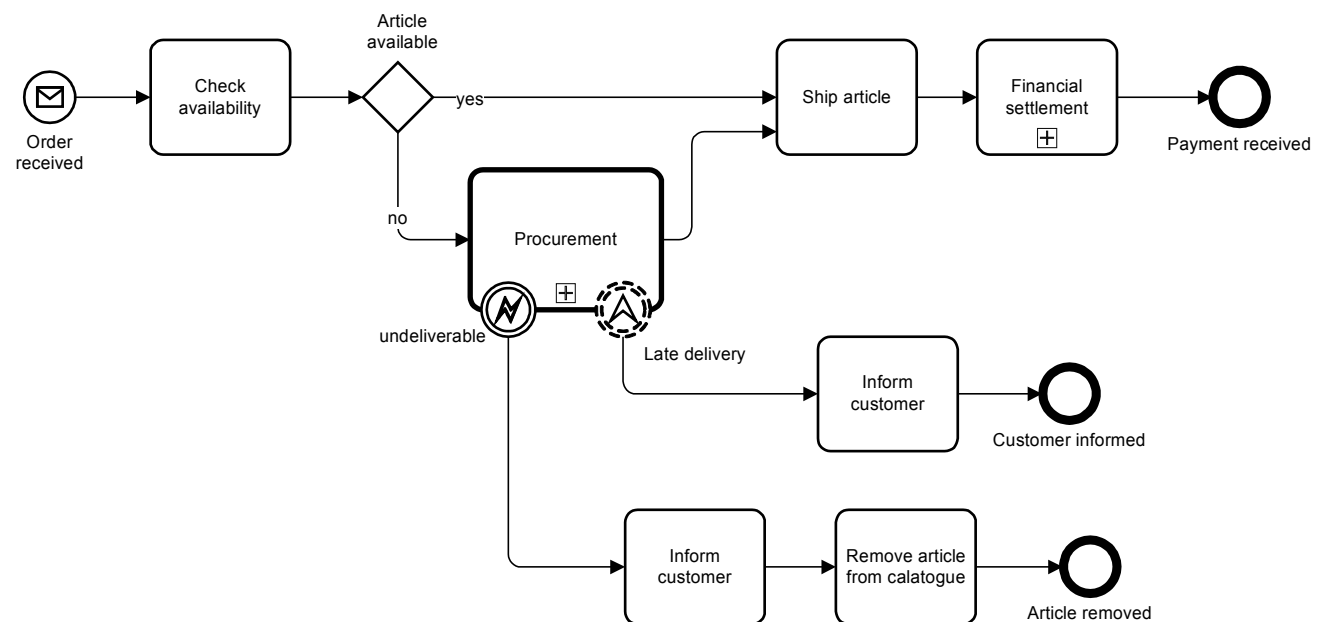 Article
available
Check
availability
yes
Ship article
Financial
settlement
Order
received
Payment received
no
Procurement
undeliverable
Late delivery
Inform
customer
Customer informed
Inform
customer
Remove article
from calatogue
Article removed